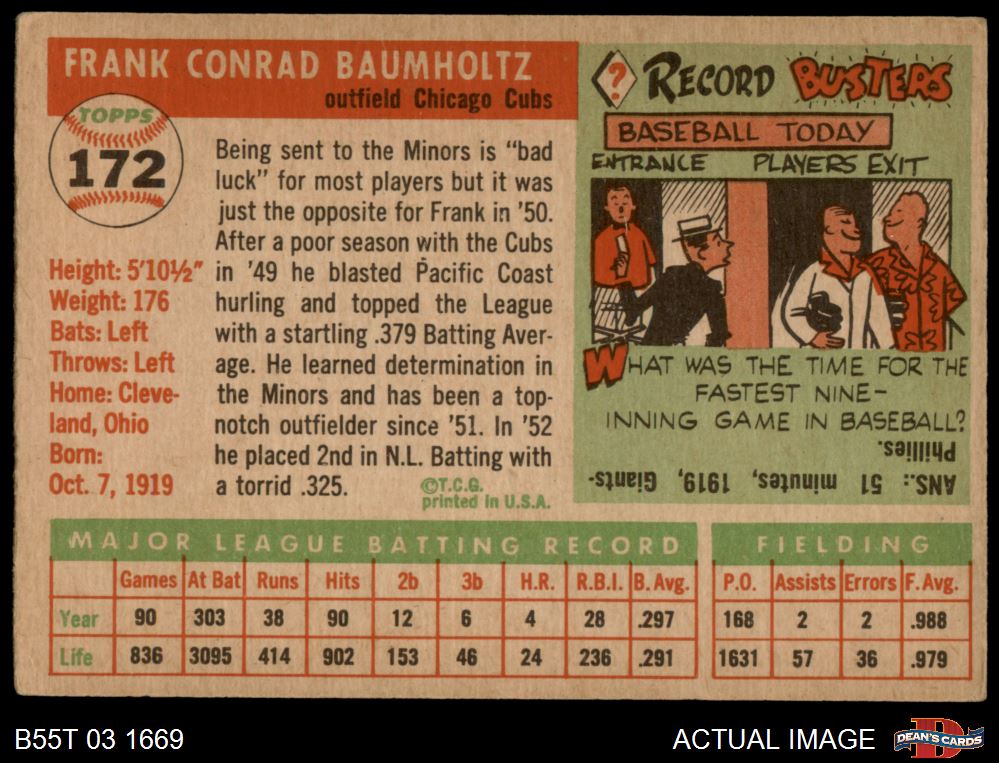 FRANK CONRAD BAUMHOLTZ
outfield Chicago Cubs
TOPPS
172
Height: 5'10½"
Weight: 176
Bats: Left
Throws: Left
Home: Cleve-
land, Ohio
Born:
Oct. 7, 1919
Being sent to the Minors is "bad
luck" for most players but it was
just the opposite for Frank in '50.
After a poor season with the Cubs
in '49 he blasted Pacific Coast
hurling and topped the League
with a startling .379 Batting Aver-
age. He learned determination in
the Minors and has been a top-
notch outfielder since '51. In '52
he placed 2nd in N.L. Batting with
a torrid .325.
©T.C.G.
printed in U.S.A.
? RECORD BUSTERS
BASEBALL TODAY
ENTRANCE PLAYERS EXIT
WHAT WAS THE TIME FOR THE
FASTEST NINE-
INNING GAME IN BASEBALL?
ANS.: 51 minutes, 1919, Giants-
Phillies.
MAJOR LEAGUE BATTING RECORD FIELDING
Games At Bat Runs Hits 2b 3b H.R. R.B.I. B. Avg. P.O. Assists Errors F. Avg.
Year 90 303 38 90 12 6 4 28 .297 168 2 2 .988
Life 836 3095 414 902 153 46 24 236 .291 1631 57 36 .979
B55T 03 1669
ACTUAL IMAGE
D
DEAN'S CARDS